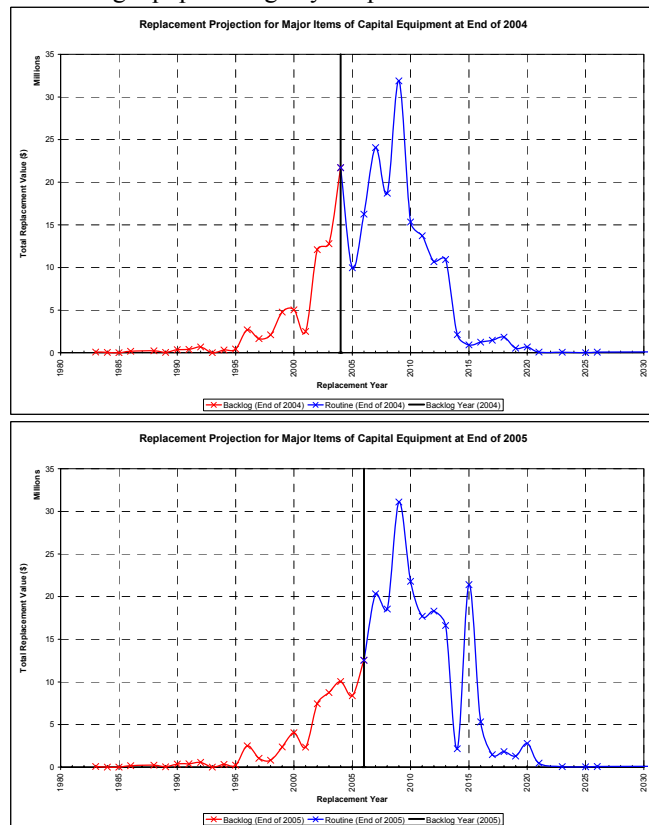 Replacement Projection for Major Items of Capital Equipment at End of 2004
Millions
Total Replacement Value ($)
35
30
25
20
15
10
5
0
1980
1985
1990
1995
2000
2005
2010
2015
2020
2025
2030
Replacement Year
Backlog (End of 2004)
Routine (End of 2004)
Backlog Year (2004)
Replacement Projection for Major Items of Capital Equipment at End of 2005
Millions
Total Replacement Value ($)
35
30
25
20
15
10
5
0
1980
1985
1990
1995
2000
2005
2010
2015
2020
2025
2030
Replacement Year
Backlog (End of 2005)
Routine (End of 2005)
Backlog Year (2005)